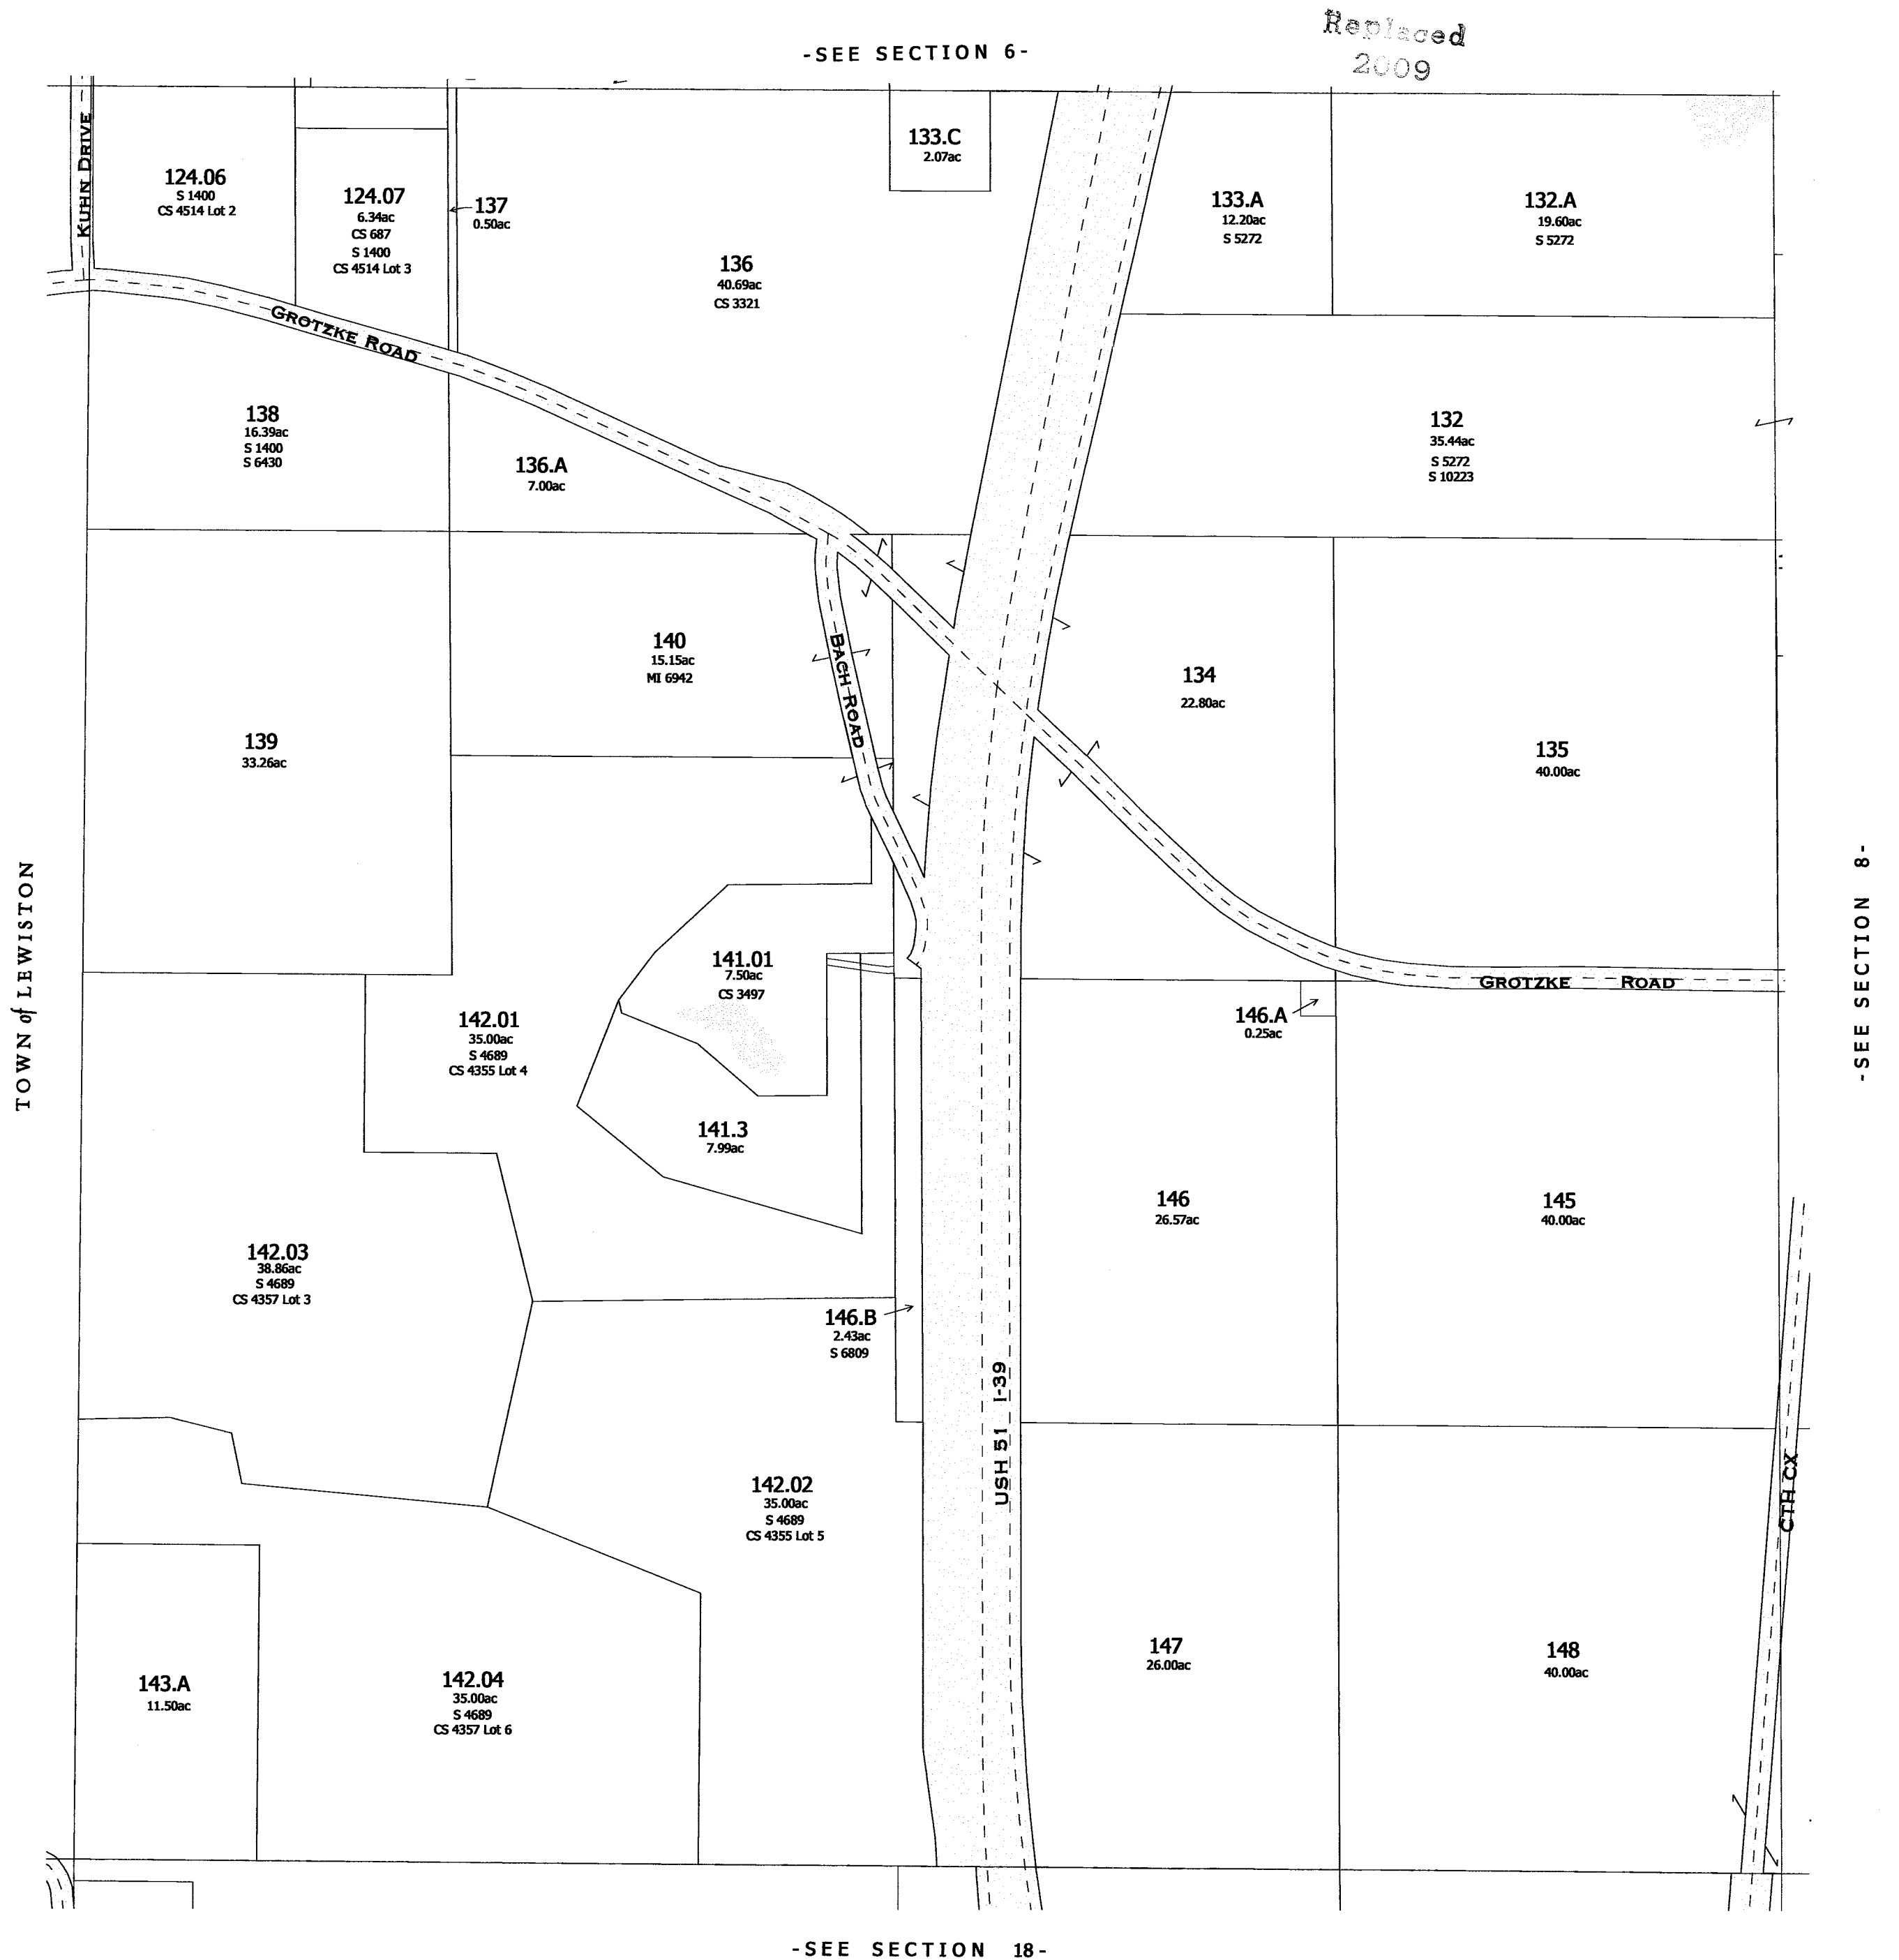 Replaced
2009
-SEE SECTION 6-
KUHN DRIVE
124.06
S 1400
CS 4514 Lot 2
124.07
6.34ac
CS 687
S 1400
CS 4514 Lot 3
137
0.50ac
133.C
2.07ac
136
40.69ac
CS 3321
133.A
12.20ac
S 5272
132.A
19.60ac
S 5272
GROTZKE ROAD
138
16.39ac
S 1400
S 6430
136.A
7.00ac
132
35.44ac
S 5272
S 10223
140
15.15ac
MI 6942
BACH ROAD
134
22.80ac
139
33.26ac
135
40.00ac
TOWN of LEWISTON
-SEE SECTION 8-
141.01
7.50ac
CS 3497
GROTZKE ROAD
142.01
35.00ac
S 4689
CS 4355 Lot 4
146.A
0.25ac
141.3
7.99ac
146
26.57ac
145
40.00ac
142.03
38.86ac
S 4689
CS 4357 Lot 3
146.B
2.43ac
S 6809
USH 51 I-39
142.02
35.00ac
S 4689
CS 4355 Lot 5
CTH CX
143.A
11.50ac
142.04
35.00ac
S 4689
CS 4357 Lot 6
147
26.00ac
148
40.00ac
-SEE SECTION 18-